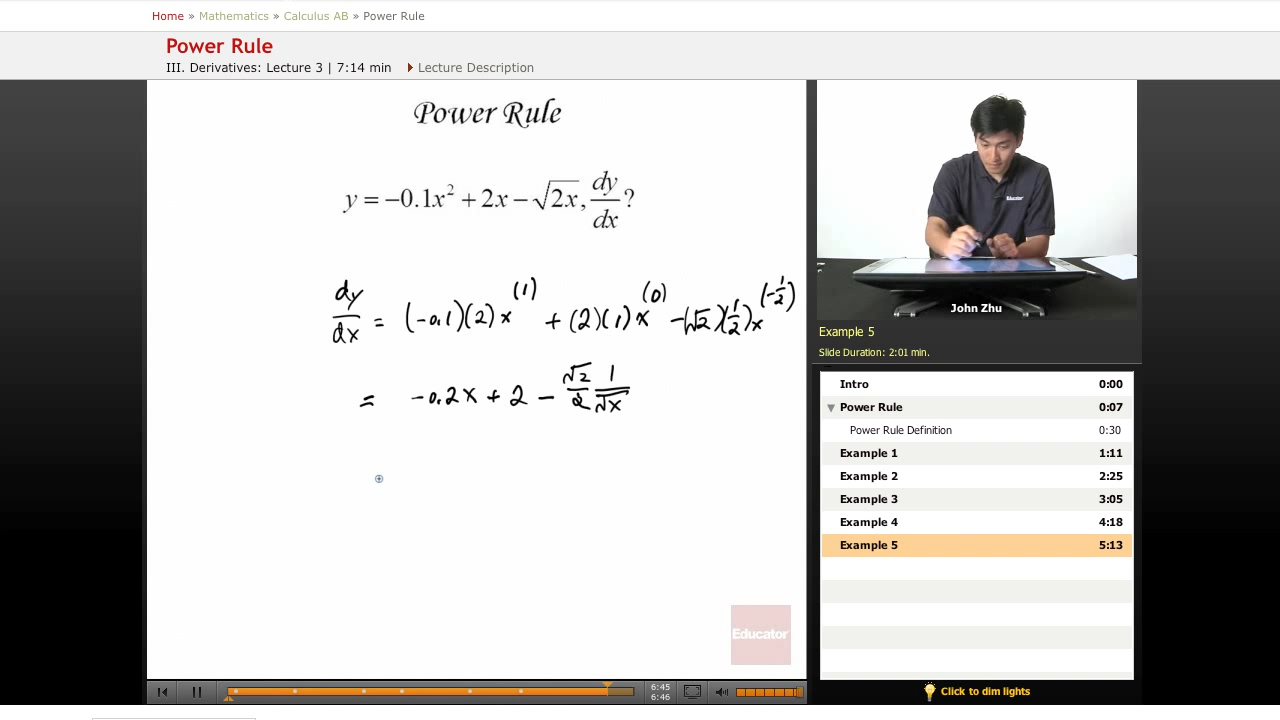 Home » Mathematics » Calculus AB » Power Rule
Power Rule
III. Derivatives: Lecture 3 | 7:14 min
Lecture Description
Power Rule
y = -0.1x² + 2x - √2x, dy/dx?
dy/dx = (-0.1)(2)x^(1) + (2)(1)x^(0) - (√2)(1/2)x^(-1/2)
= -0.2x + 2 - √2/2 1/√x
Educator
6:45
6:46
Educator
John Zhu
Example 5
Slide Duration: 2:01 min.
Intro 0:00
Power Rule 0:07
Power Rule Definition 0:30
Example 1 1:11
Example 2 2:25
Example 3 3:05
Example 4 4:18
Example 5 5:13
Click to dim lights